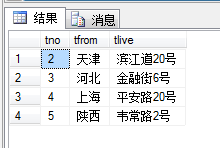 结果 消息
tno tfrom tlive
1 2 天津 滨江道20号
2 3 河北 金融街6号
3 4 上海 平安路20号
4 5 陕西 韦常路2号